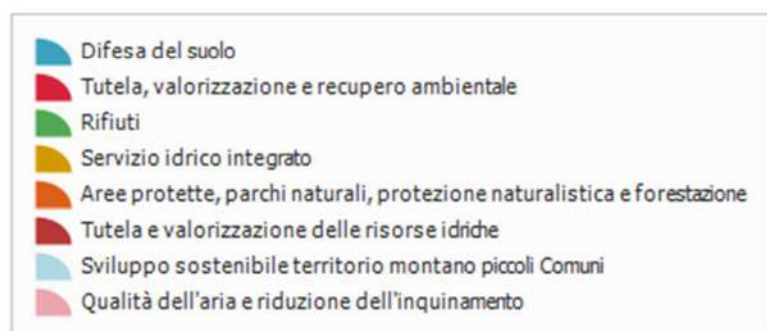 Difesa del suolo
Tutela, valorizzazione e recupero ambientale
Rifiuti
Servizio idrico integrato
Aree protette, parchi naturali, protezione naturalistica e forestazione
Tutela e valorizzazione delle risorse idriche
Sviluppo sostenibile territorio montano piccoli Comuni
Qualità dell'aria e riduzione dell'inquinamento